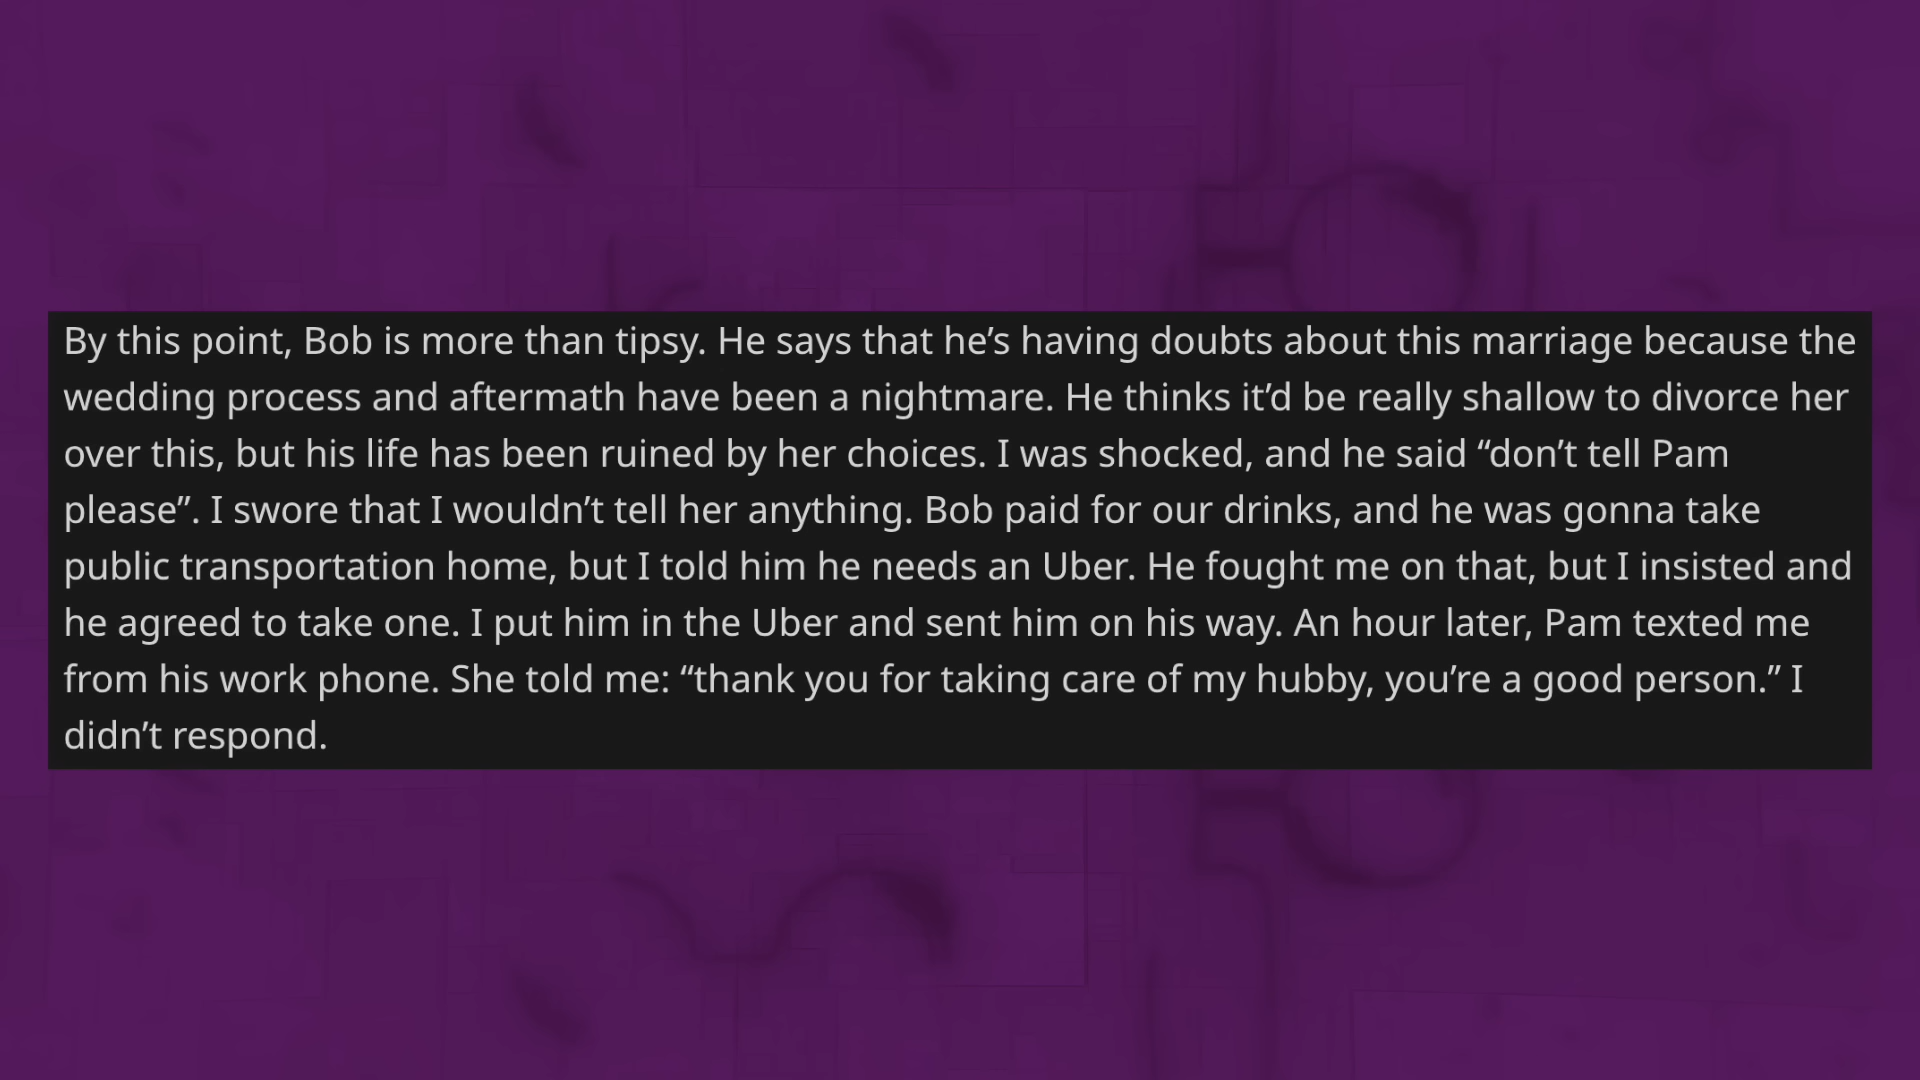 By this point, Bob is more than tipsy. He says that he’s having doubts about this marriage because the
wedding process and aftermath have been a nightmare. He thinks it’d be really shallow to divorce her
over this, but his life has been ruined by her choices. I was shocked, and he said “don’t tell Pam
please”. I swore that I wouldn’t tell her anything. Bob paid for our drinks, and he was gonna take
public transportation home, but I told him he needs an Uber. He fought me on that, but I insisted and
he agreed to take one. I put him in the Uber and sent him on his way. An hour later, Pam texted me
from his work phone. She told me: “thank you for taking care of my hubby, you’re a good person.” I
didn’t respond.